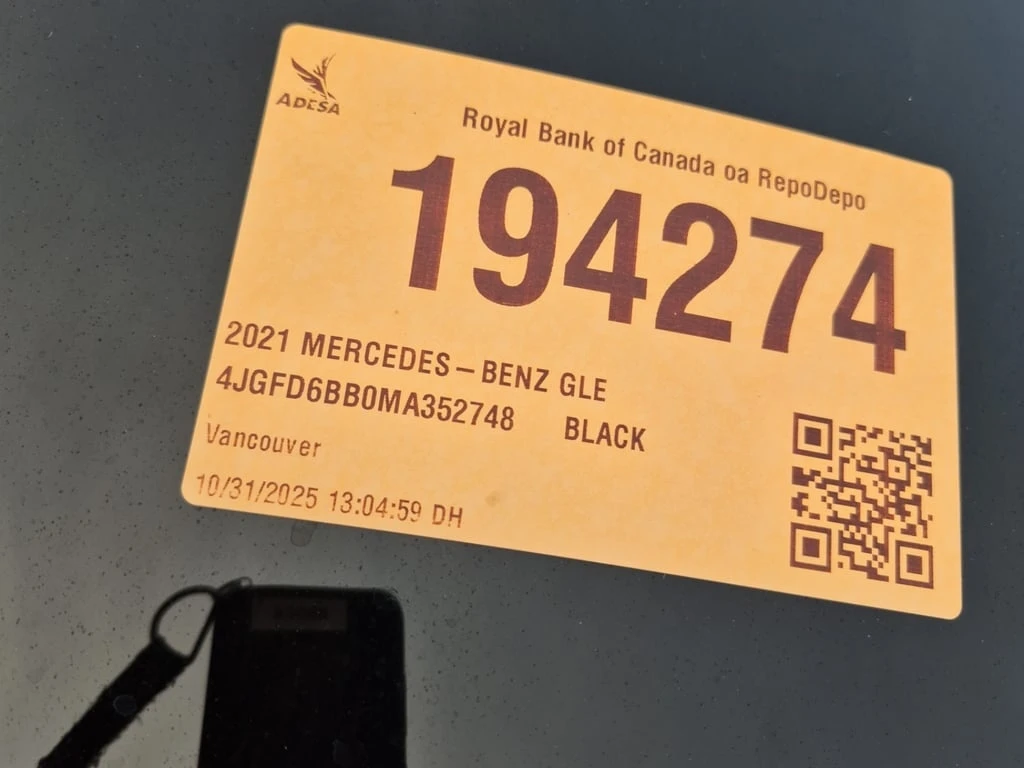 ADESA
Royal Bank of Canada oa RepoDepo
194274
2021 MERCEDES-BENZ GLE
4JGFD6BB0MA352748 BLACK
Vancouver
10/31/2025 13:04:59 DH